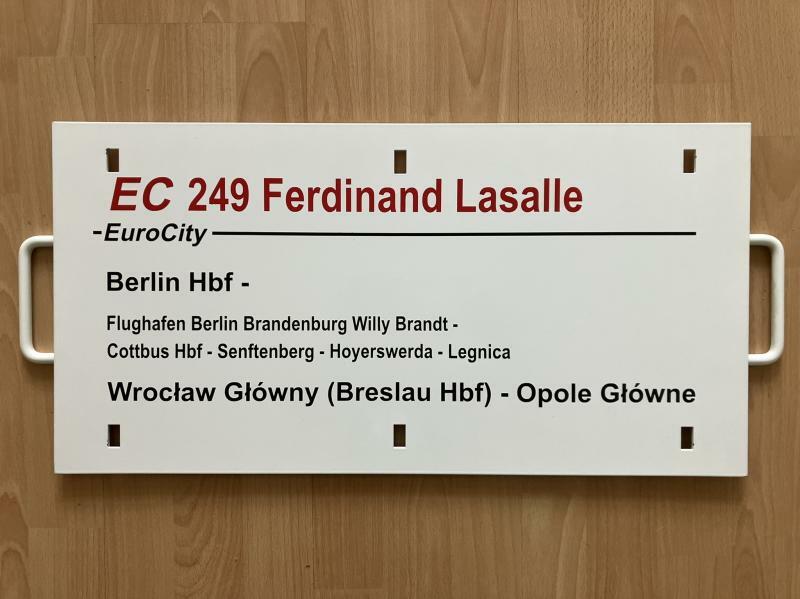 EC 249 Ferdinand Lasalle
-EuroCity
Berlin Hbf -
Flughafen Berlin Brandenburg Willy Brandt -
Cottbus Hbf - Senftenberg - Hoyerswerda - Legnica
Wrocław Główny (Breslau Hbf) - Opole Główne